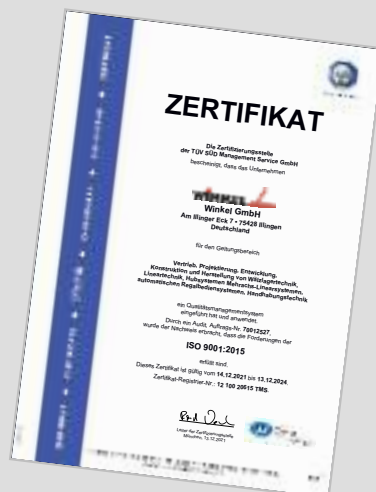 ZERTIFIKAT
Die Zertifizierungsstelle
der TÜV SÜD Management Service GmbH
bescheinigt, dass das Unternehmen
Winkel GmbH
Am Illinger Eck 7 • 75428 Illingen
Deutschland
für den Geltungsbereich
Vertrieb, Projektierung, Entwicklung,
Konstruktion und Herstellung von Wälzlagertechnik,
Lineartechnik, Hubsystemen Mehrachs-Linearsystemen,
automatischen Regalbediensystemen, Handhabungstechnik
ein Qualitätsmanagementsystem
eingeführt hat und anwendet.
Durch ein Audit, Auftrags-Nr. 70012527,
wurde der Nachweis erbracht, dass die Forderungen der
ISO 9001:2015
erfüllt sind.
Dieses Zertifikat ist gültig vom 14.12.2021 bis 13.12.2024.
Zertifikat-Registrier-Nr.: 12 100 20615 TMS.
Leiter der Zertifizierungsstelle
München,